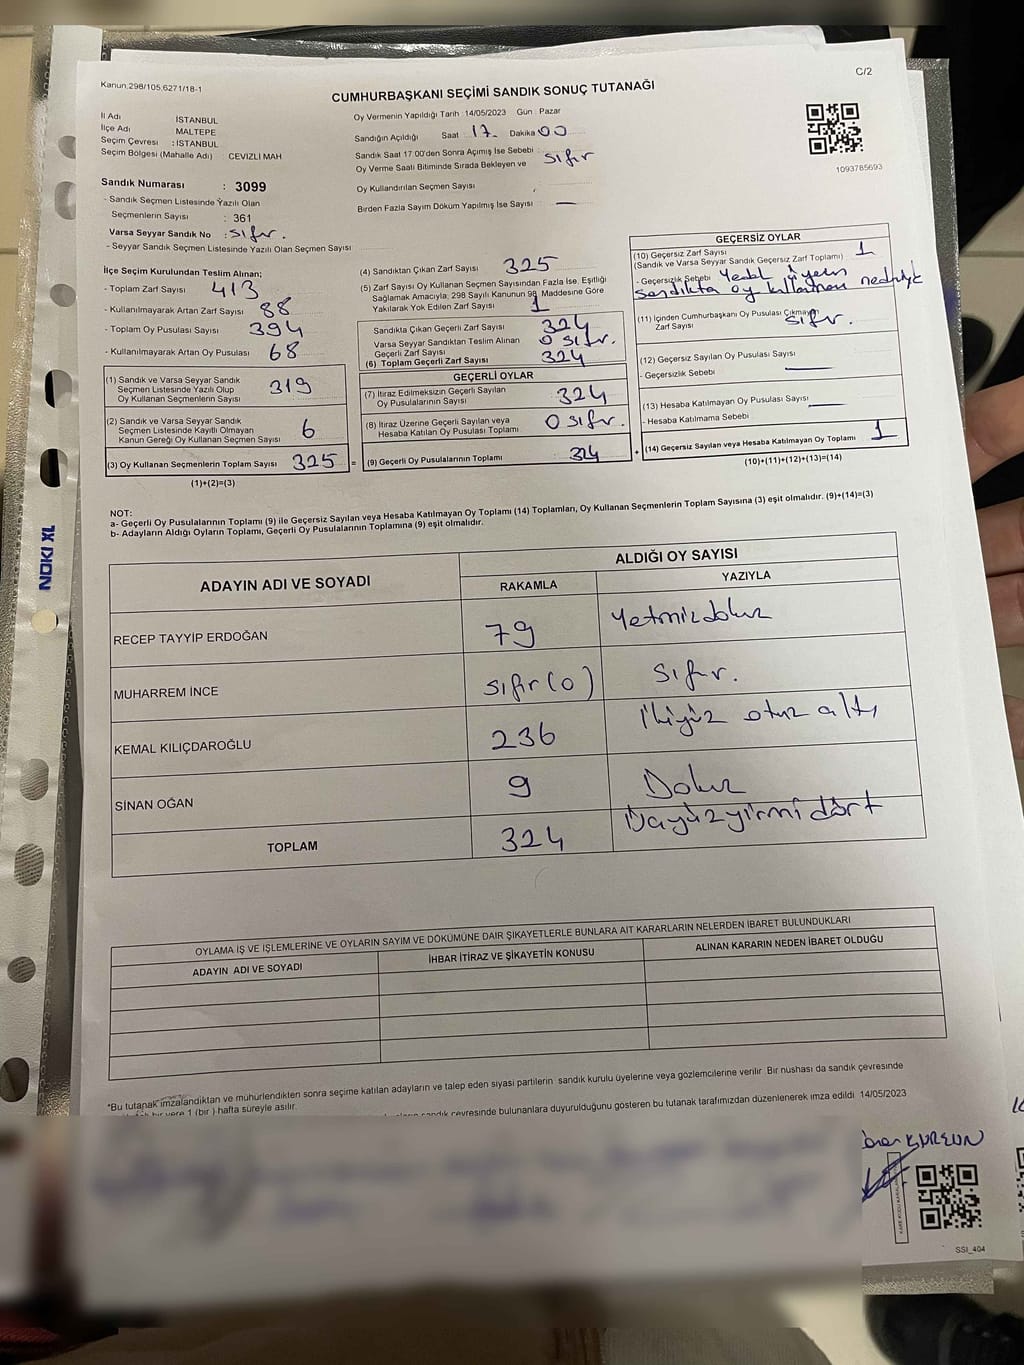 C/2
Kanun:298/105,6271/18-1
CUMHURBAŞKANI SEÇİMİ SANDIK SONUÇ TUTANAĞI
İl Adı İSTANBUL
İlçe Adı MALTEPE
Seçim Çevresi : İSTANBUL
Seçim Bölgesi (Mahalle Adı) CEVIZLI MAH
Oy Vermenin Yapıldığı Tarih 14/05/2023 Gün : Pazar
Sandığın Açıldığı Saat 17 Dakika 00
Sandık Saat 17:00'den Sonra Açımış İse Sebebi
Oy Verme Saati Bitiminde Sırada Bekleyen ve sıfır
Oy Kullandırılan Seçmen Sayısı
Birden Fazla Sayım Döküm Yapılmış İse Sayısı —
1093785693
Sandık Numarası : 3099
- Sandık Seçmen Listesinde Yazılı Olan
Seçmenlerin Sayısı : 361
Varsa Seyyar Sandık No : sıfır.
- Seyyar Sandık Seçmen Listesinde Yazılı Olan Seçmen Sayısı
İlçe Seçim Kurulundan Teslim Alınan;
- Toplam Zarf Sayısı 413
- Kullanılmayarak Artan Zarf Sayısı 88
- Toplam Oy Pusulası Sayısı 394
- Kullanılmayarak Artan Oy Pusulası 68
(1) Sandık ve Varsa Seyyar Sandık
Seçmen Listesinde Yazılı Olup
Oy Kullanan Seçmenlerin Sayısı 319
(2) Sandık ve Varsa Seyyar Sandık
Seçmen Listesinde Kayıtlı Olmayan
Kanun Gereği Oy Kullanan Seçmen Sayısı 6
(3) Oy Kullanan Seçmenlerin Toplam Sayısı 325 =
(1)+(2)=(3)
(4) Sandıktan Çıkan Zarf Sayısı 325
(5) Zarf Sayısı Oy Kullanan Seçmen Sayısından Fazla İse, Eşitliği
Sağlamak Amacıyla, 298 Sayılı Kanunun 98. Maddesine Göre
Yakılarak Yok Edilen Zarf Sayısı 1
Sandıkta Çıkan Geçerli Zarf Sayısı 324
Varsa Seyyar Sandıktan Teslim Alınan
Geçerli Zarf Sayısı 0 sıfır.
(6) Toplam Geçerli Zarf Sayısı 324
GEÇERLİ OYLAR
(7) İtiraz Edilmeksizin Geçerli Sayılan
Oy Pusulalarının Sayısı 324
(8) İtiraz Üzerine Geçerli Sayılan veya
Hesaba Katılan Oy Pusulası Toplamı 0 sıfır.
(9) Geçerli Oy Pusulalarının Toplamı 324 +
GEÇERSİZ OYLAR
(10) Geçersiz Zarf Sayısı
(Sandık ve Varsa Seyyar Sandık Geçersiz Zarf Toplamı) 1
- Geçersizlik Sebebi Yedek üyenin
sandıkta oy kullanması nedeniyle
(11) İçinden Cumhurbaşkanı Oy Pusulası Çıkmayan
Zarf Sayısı sıfır.
(12) Geçersiz Sayılan Oy Pusulası Sayısı
- Geçersizlik Sebebi —
(13) Hesaba Katılmayan Oy Pusulası Sayısı —
- Hesaba Katılmama Sebebi
(14) Geçersiz Sayılan veya Hesaba Katılmayan Oy Toplamı 1
(10)+(11)+(12)+(13)=(14)
NOT:
a- Geçerli Oy Pusulalarının Toplamı (9) ile Geçersiz Sayılan veya Hesaba Katılmayan Oy Toplamı (14) Toplamları, Oy Kullanan Seçmenlerin Toplam Sayısına (3) eşit olmalıdır. (9)+(14)=(3)
b- Adayların Aldığı Oyların Toplamı, Geçerli Oy Pusulalarının Toplamına (9) eşit olmalıdır.
ADAYIN ADI VE SOYADI ALDIĞI OY SAYISI
RAKAMLA YAZIYLA
RECEP TAYYİP ERDOĞAN 79 Yetmişdokuz
MUHARREM İNCE sıfır (0) sıfır.
KEMAL KILIÇDAROĞLU 236 İkiyüz otuz altı
SİNAN OĞAN 9 Dokuz
TOPLAM 324 Üçyüzyirmi dört
OYLAMA İŞ VE İŞLEMLERİNE VE OYLARIN SAYIM VE DÖKÜMÜNE DAİR ŞİKAYETLERLE BUNLARA AİT KARARLARIN NELERDEN İBARET BULUNDUKLARI
ADAYIN ADI VE SOYADI İHBAR İTİRAZ VE ŞİKAYETİN KONUSU ALINAN KARARIN NEDEN İBARET OLDUĞU
*Bu tutanak imzalandıktan ve mühürlendikten sonra seçime katılan adayların ve talep eden siyasi partilerin sandık kurulu üyelerine veya gözlemcilerine verilir. Bir nushası da sandık çevresinde
bir yere 1 (bir ) hafta süreyle asılır.
sandık çevresinde bulunanlara duyurulduğunu gösteren bu tutanak tarafımızdan düzenlenerek imza edildi 14/05/2023
SSI_404
NOKI XL